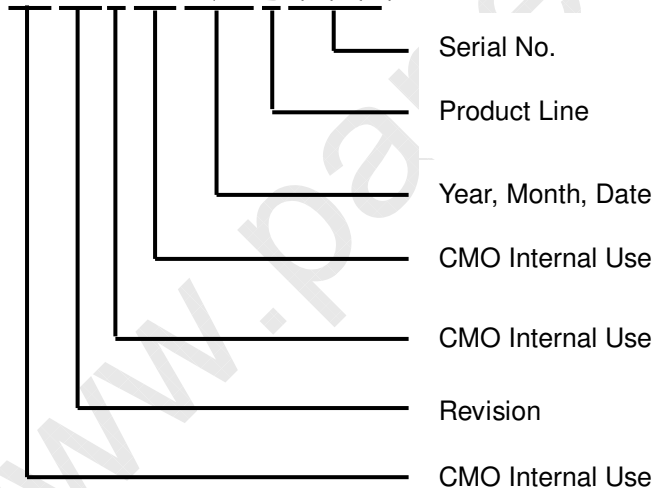 Serial No.
Product Line
Year, Month, Date
CMO Internal Use
CMO Internal Use
Revision
CMO Internal Use